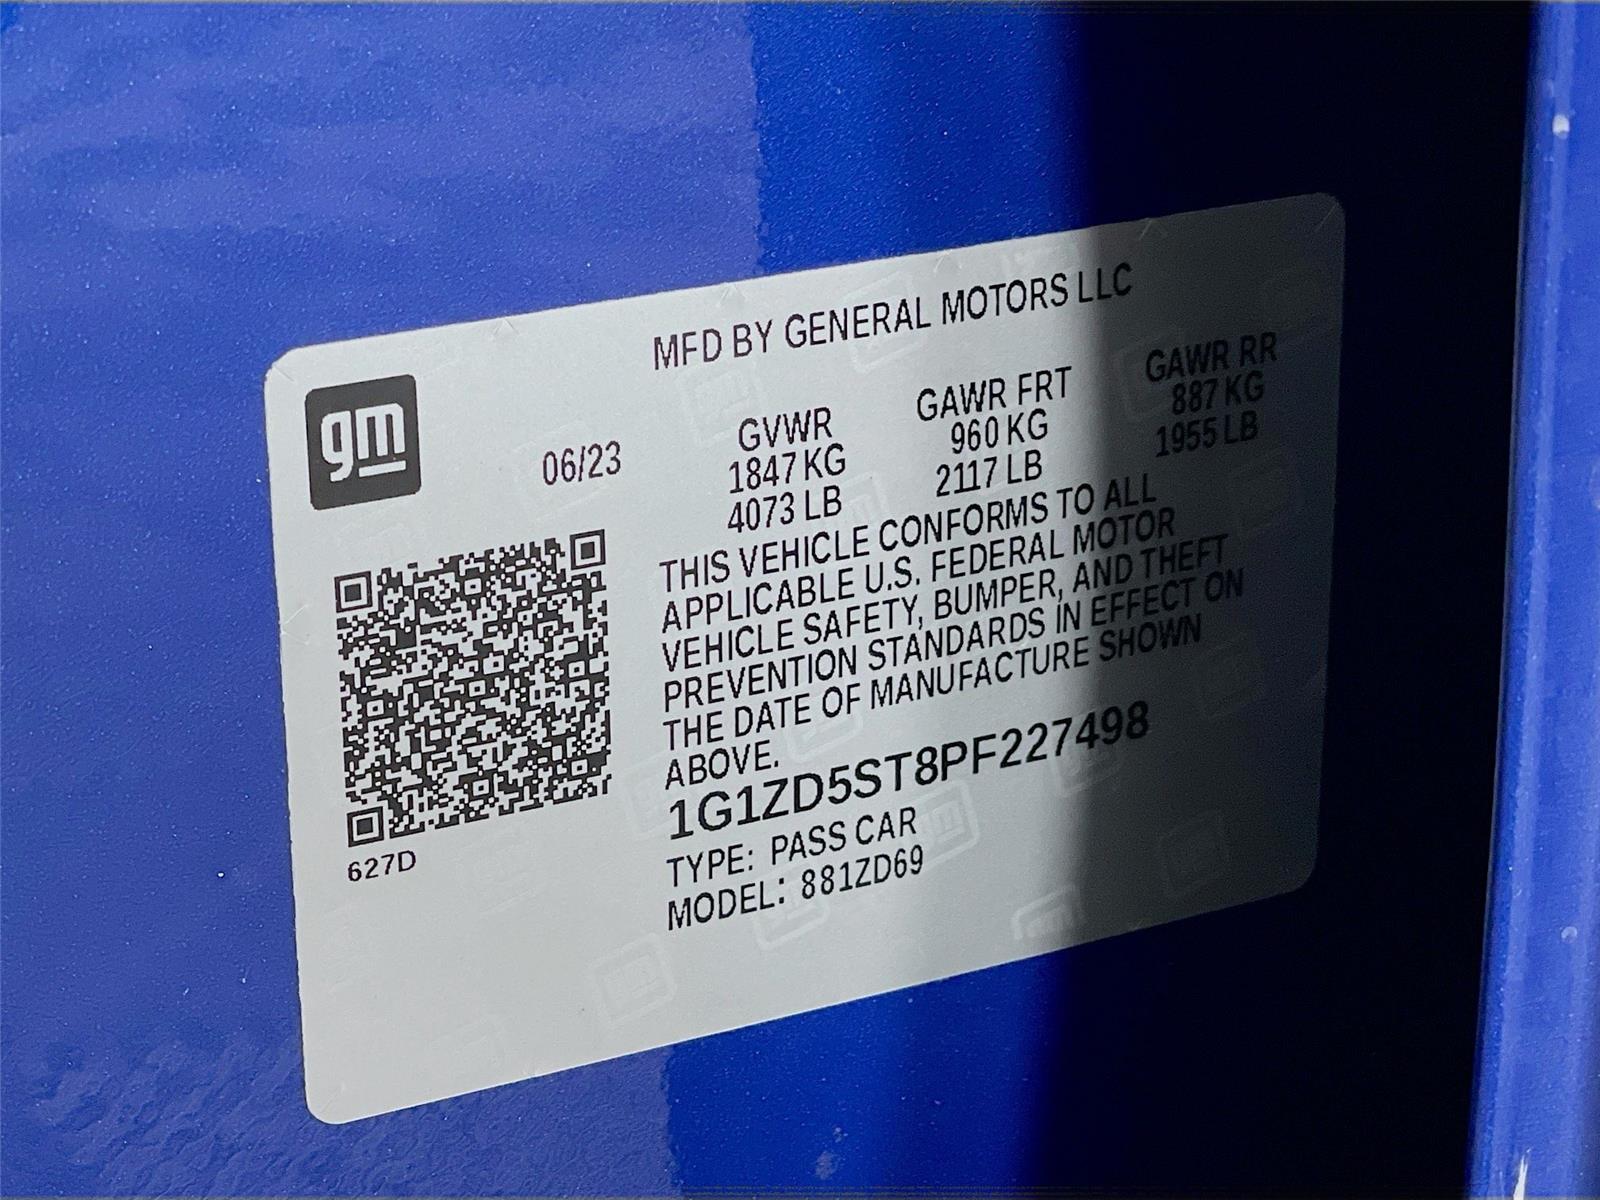 MFD BY GENERAL MOTORS LLC
gm
06/23
GVWR
1847 KG
4073 LB
GAWR FRT
960 KG
2117 LB
GAWR RR
887 KG
1955 LB
THIS VEHICLE CONFORMS TO ALL
APPLICABLE U.S. FEDERAL MOTOR
VEHICLE SAFETY, BUMPER, AND THEFT
PREVENTION STANDARDS IN EFFECT ON
THE DATE OF MANUFACTURE SHOWN
ABOVE.
1G1ZD5ST8PF227498
TYPE: PASS CAR
MODEL: 881ZD69
627D